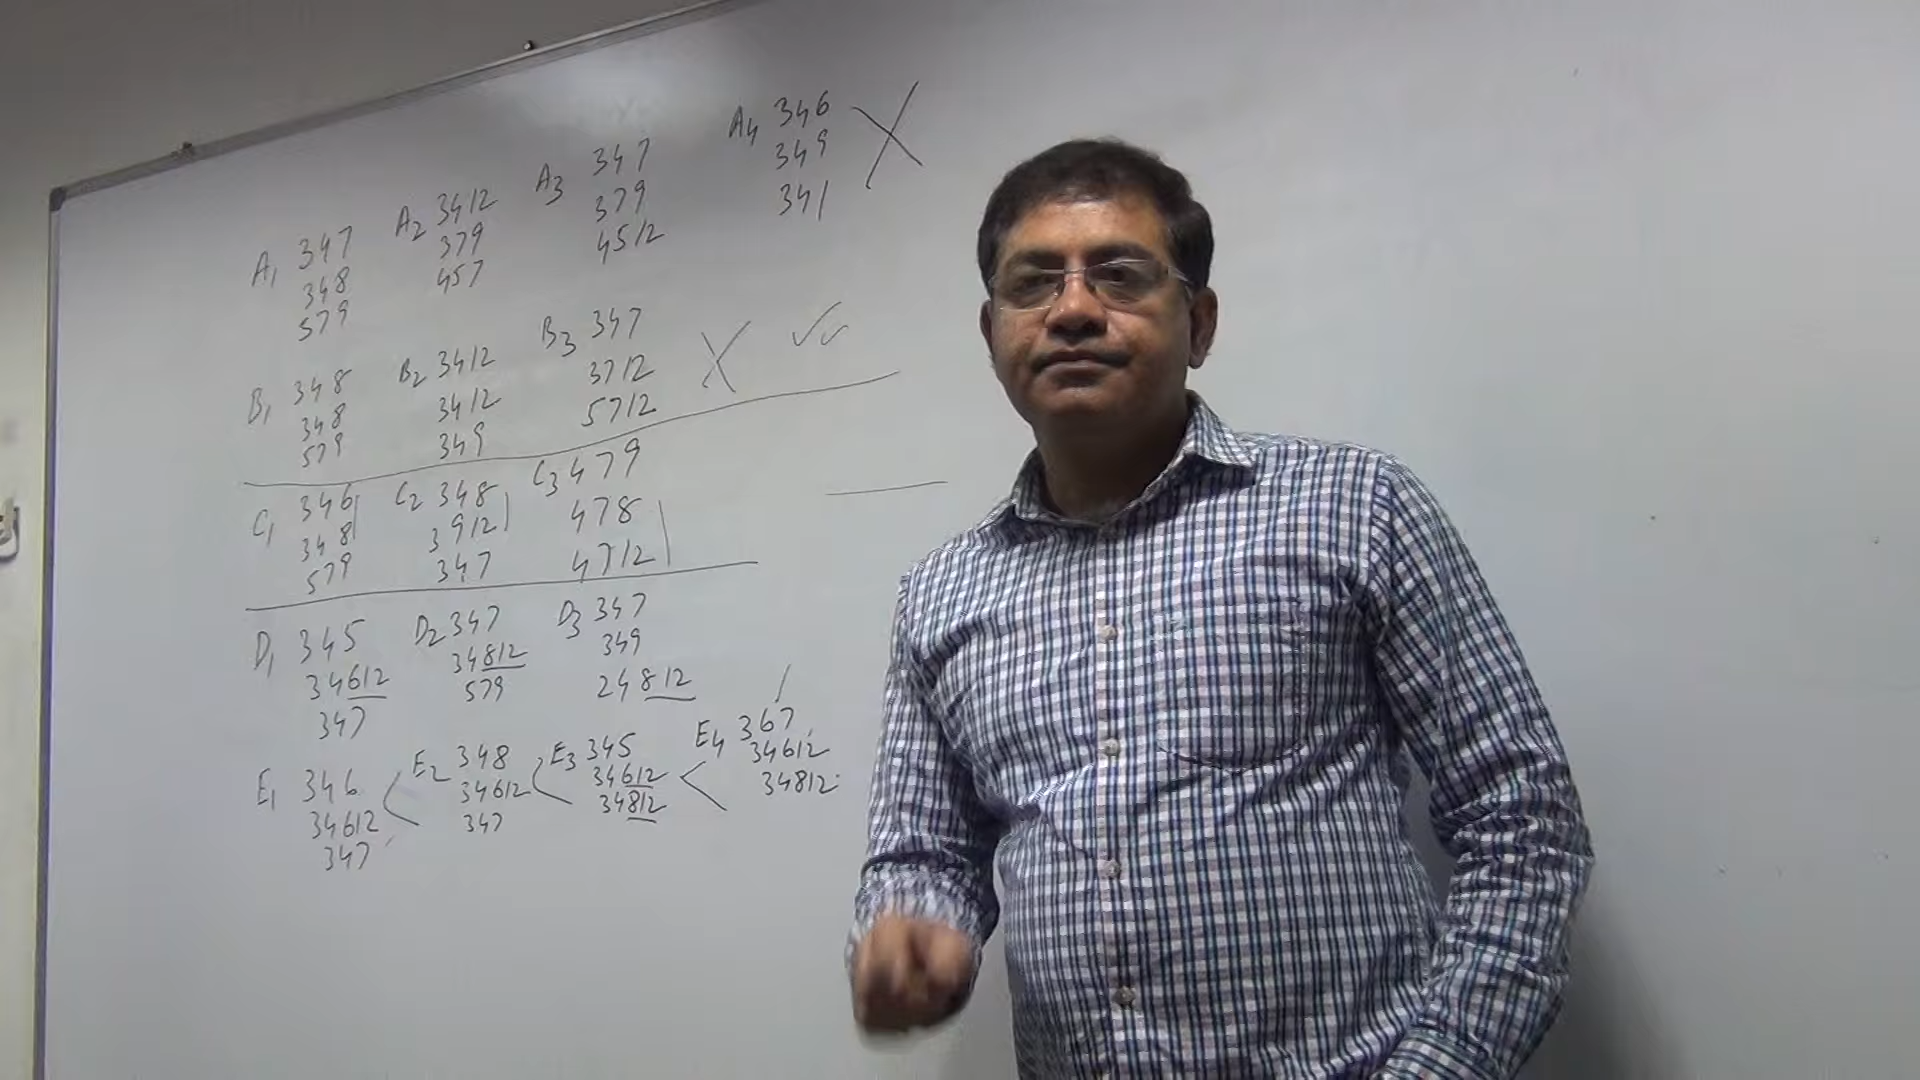 A1 347
348
579
A2 3412
379
457
A3 347
379
4512
A4 346
349
341
B1 348
348
579
B2 3412
3412
349
B3 347
3712
5712
C1 346
348
579
C2 348
3912
347
C3 479
478
4712
D1 345
34612
347
D2 347
34812
579
D3 347
349
24812
E1 346
34612
347
E2 348
34612
347
E3 345
34612
34812
E4 367
34612
34812